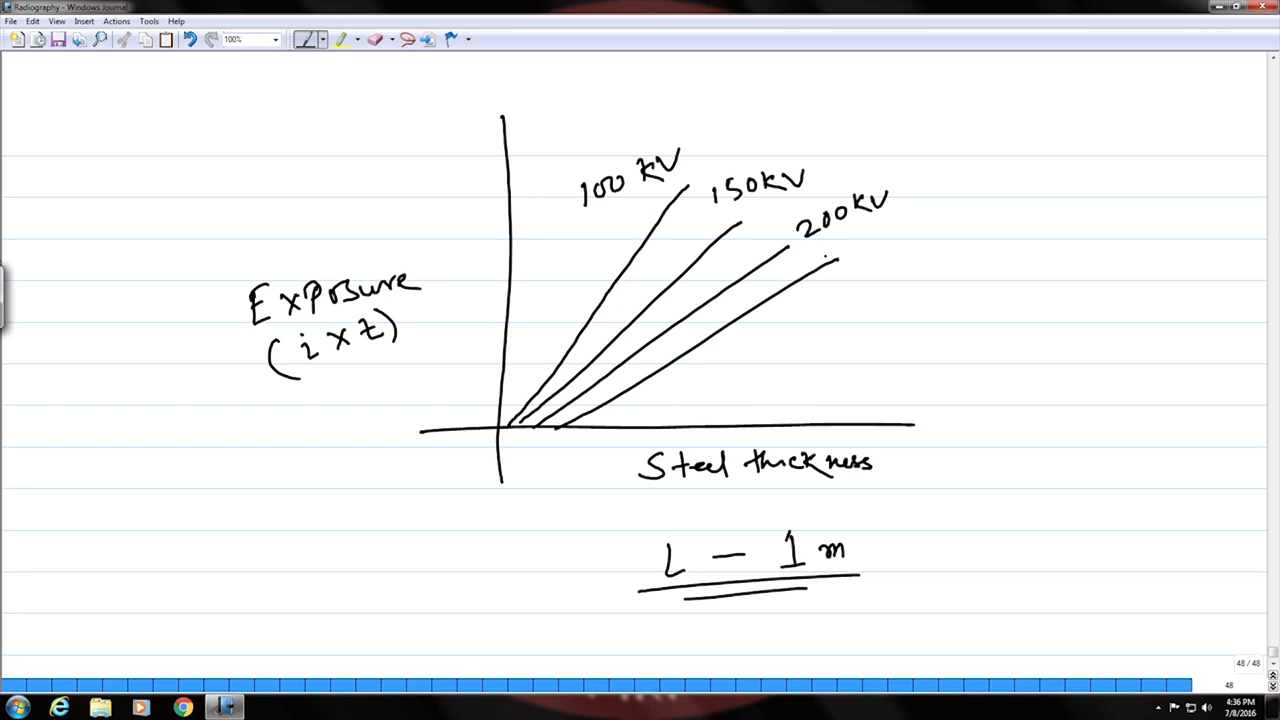 Radiography - Windows Journal
File Edit View Insert Actions Tools Help
100%
100 kV
150 kV
200 kV
Exposure
(i × t)
Steel thickness
L - 1 m
48 / 48
48
4:36 PM
7/8/2016